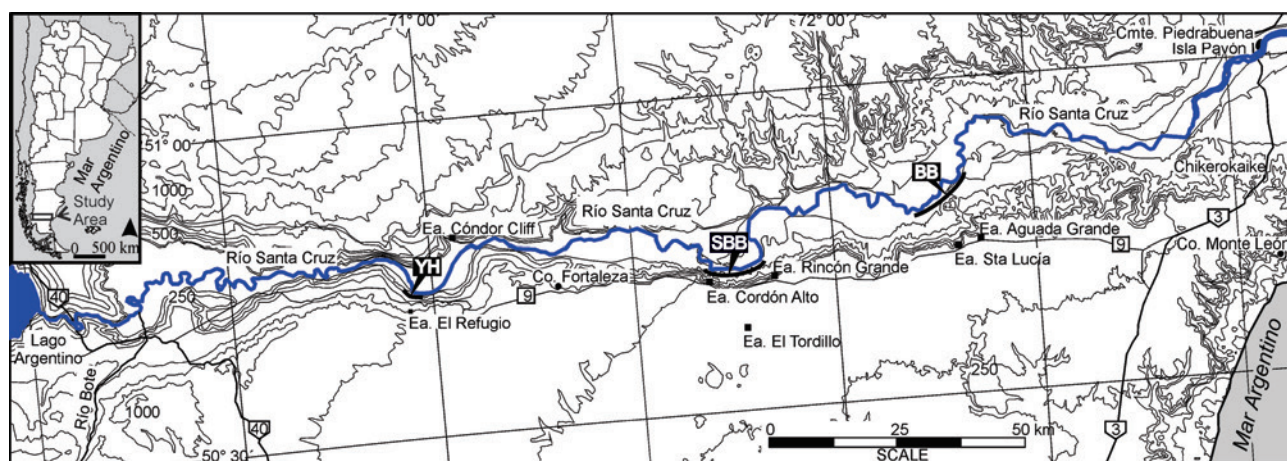 71° 00'
72° 00'
Cmte. Piedrabuena
Isla Pavón
Río Santa Cruz
51° 00'
Mar
Argentino
Study
Area
0 500 km
1000
500
Chikerokaike
BB
3
Ea. Cóndor Cliff
Río Santa Cruz
Ea. Aguada Grande
9
Co. Monte León
Río Santa Cruz
SBB
YH
Co. Fortaleza
Ea. Rincón Grande
Ea. Sta Lucía
40
250
9
Ea. Cordón Alto
Ea. El Refugio
Lago
Argentino
Ea. El Tordillo
Río Bote
250
Mar Argentino
1000
40
3
50° 30'
0 25 50 km
SCALE